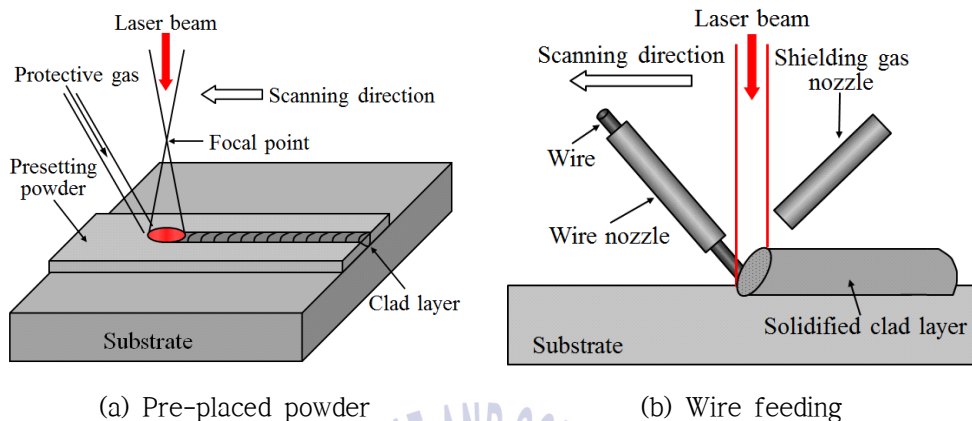 Laser beam
Protective gas
Scanning direction
Focal point
Presetting
powder
Clad layer
Substrate
(a) Pre-placed powder
Laser beam
Scanning direction
Shielding gas
nozzle
Wire
Wire nozzle
Solidified clad layer
Substrate
(b) Wire feeding